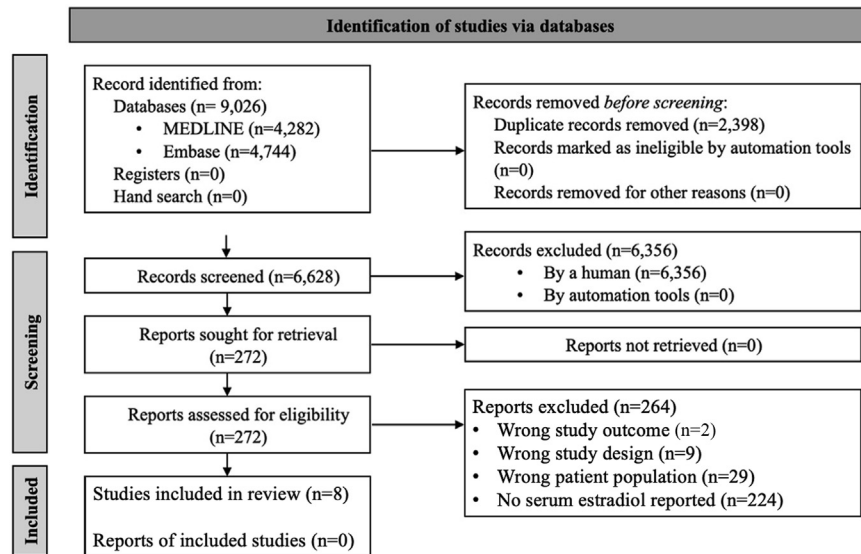 Identification of studies via databases
Identification
Record identified from:
Databases (n= 9,026)
• MEDLINE (n=4,282)
• Embase (n=4,744)
Registers (n=0)
Hand search (n=0)
Records removed before screening:
Duplicate records removed (n=2,398)
Records marked as ineligible by automation tools
(n=0)
Records removed for other reasons (n=0)
Screening
Records screened (n=6,628)
Records excluded (n=6,356)
• By a human (n=6,356)
• By automation tools (n=0)
Reports sought for retrieval
(n=272)
Reports not retrieved (n=0)
Reports assessed for eligibility
(n=272)
Reports excluded (n=264)
• Wrong study outcome (n=2)
• Wrong study design (n=9)
• Wrong patient population (n=29)
• No serum estradiol reported (n=224)
Included
Studies included in review (n=8)
Reports of included studies (n=0)